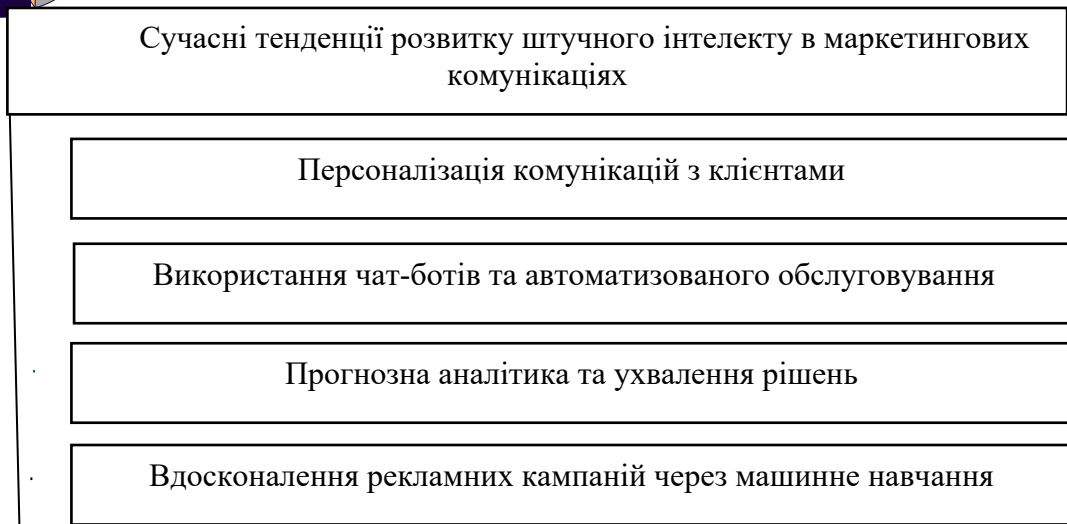 Сучасні тенденції розвитку штучного інтелекту в маркетингових
комунікаціях
Персоналізація комунікацій з клієнтами
Використання чат-ботів та автоматизованого обслуговування
Прогнозна аналітика та ухвалення рішень
Вдосконалення рекламних кампаній через машинне навчання